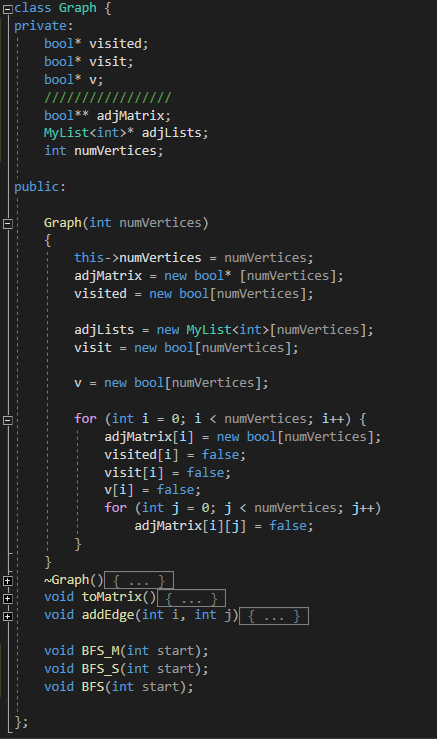 class Graph {
private:
    bool* visited;
    bool* visit;
    bool* v;
    /////////////////
    bool** adjMatrix;
    MyList<int>* adjLists;
    int numVertices;

public:

    Graph(int numVertices)
    {
        this->numVertices = numVertices;
        adjMatrix = new bool* [numVertices];
        visited = new bool[numVertices];

        adjLists = new MyList<int>[numVertices];
        visit = new bool[numVertices];

        v = new bool[numVertices];

        for (int i = 0; i < numVertices; i++) {
            adjMatrix[i] = new bool[numVertices];
            visited[i] = false;
            visit[i] = false;
            v[i] = false;
            for (int j = 0; j < numVertices; j++)
                adjMatrix[i][j] = false;
        }
    }
    ~Graph(){ ... }
    void toMatrix(){ ... }
    void addEdge(int i, int j){ ... }

    void BFS_M(int start);
    void BFS_S(int start);
    void BFS(int start);

};